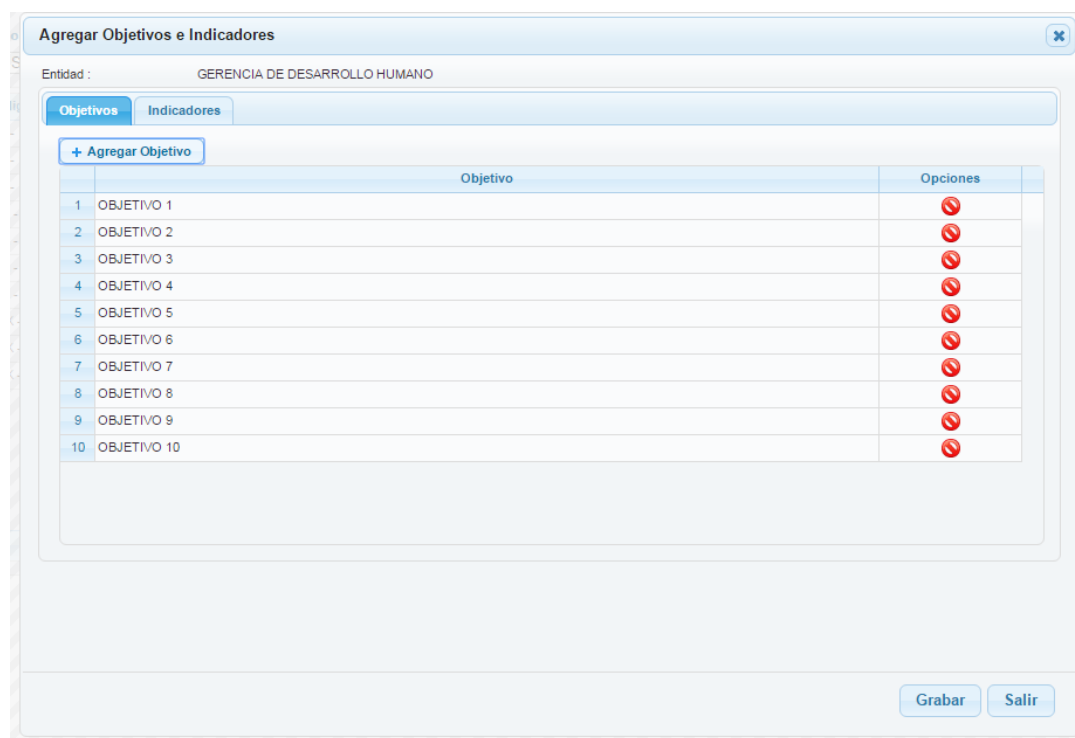 Agregar Objetivos e Indicadores
Entidad : GERENCIA DE DESARROLLO HUMANO
Objetivos Indicadores
+ Agregar Objetivo
Objetivo Opciones
1 OBJETIVO 1
2 OBJETIVO 2
3 OBJETIVO 3
4 OBJETIVO 4
5 OBJETIVO 5
6 OBJETIVO 6
7 OBJETIVO 7
8 OBJETIVO 8
9 OBJETIVO 9
10 OBJETIVO 10
Grabar Salir